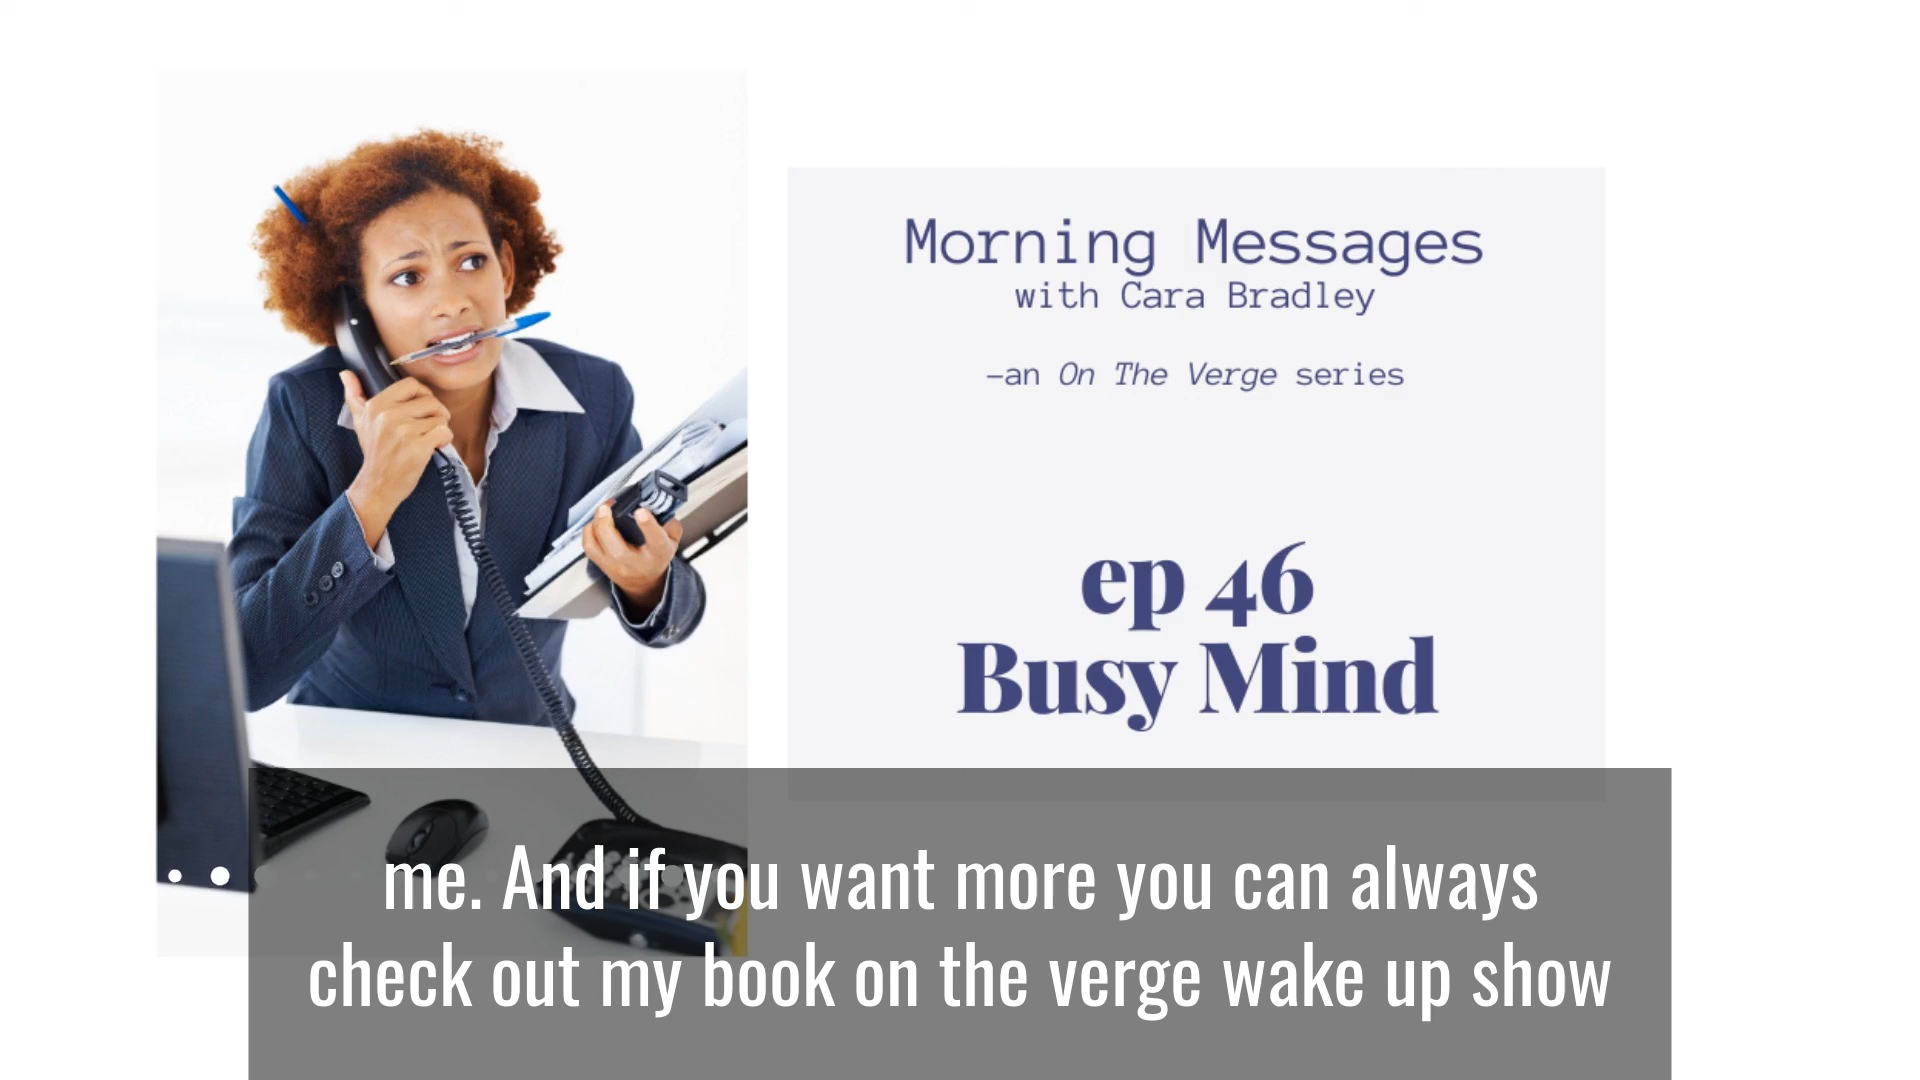 Morning Messages
with Cara Bradley
—an On The Verge series
ep 46
Busy Mind
me. And if you want more you can always
check out my book on the verge wake up show